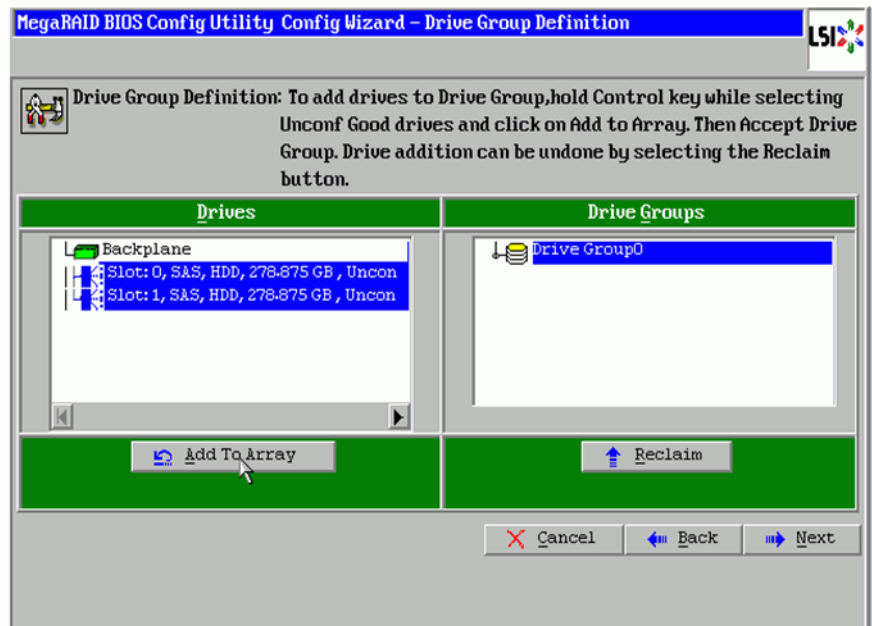 MegaRAID BIOS Config Utility Config Wizard – Drive Group Definition
LSI
Drive Group Definition: To add drives to Drive Group,hold Control key while selecting
Unconf Good drives and click on Add to Array. Then Accept Drive
Group. Drive addition can be undone by selecting the Reclaim
button.
Drives
Drive Groups
Backplane
Slot: 0, SAS, HDD, 278.875 GB , Uncon
Slot: 1, SAS, HDD, 278.875 GB , Uncon
Drive Group0
Add To Array
Reclaim
Cancel
Back
Next